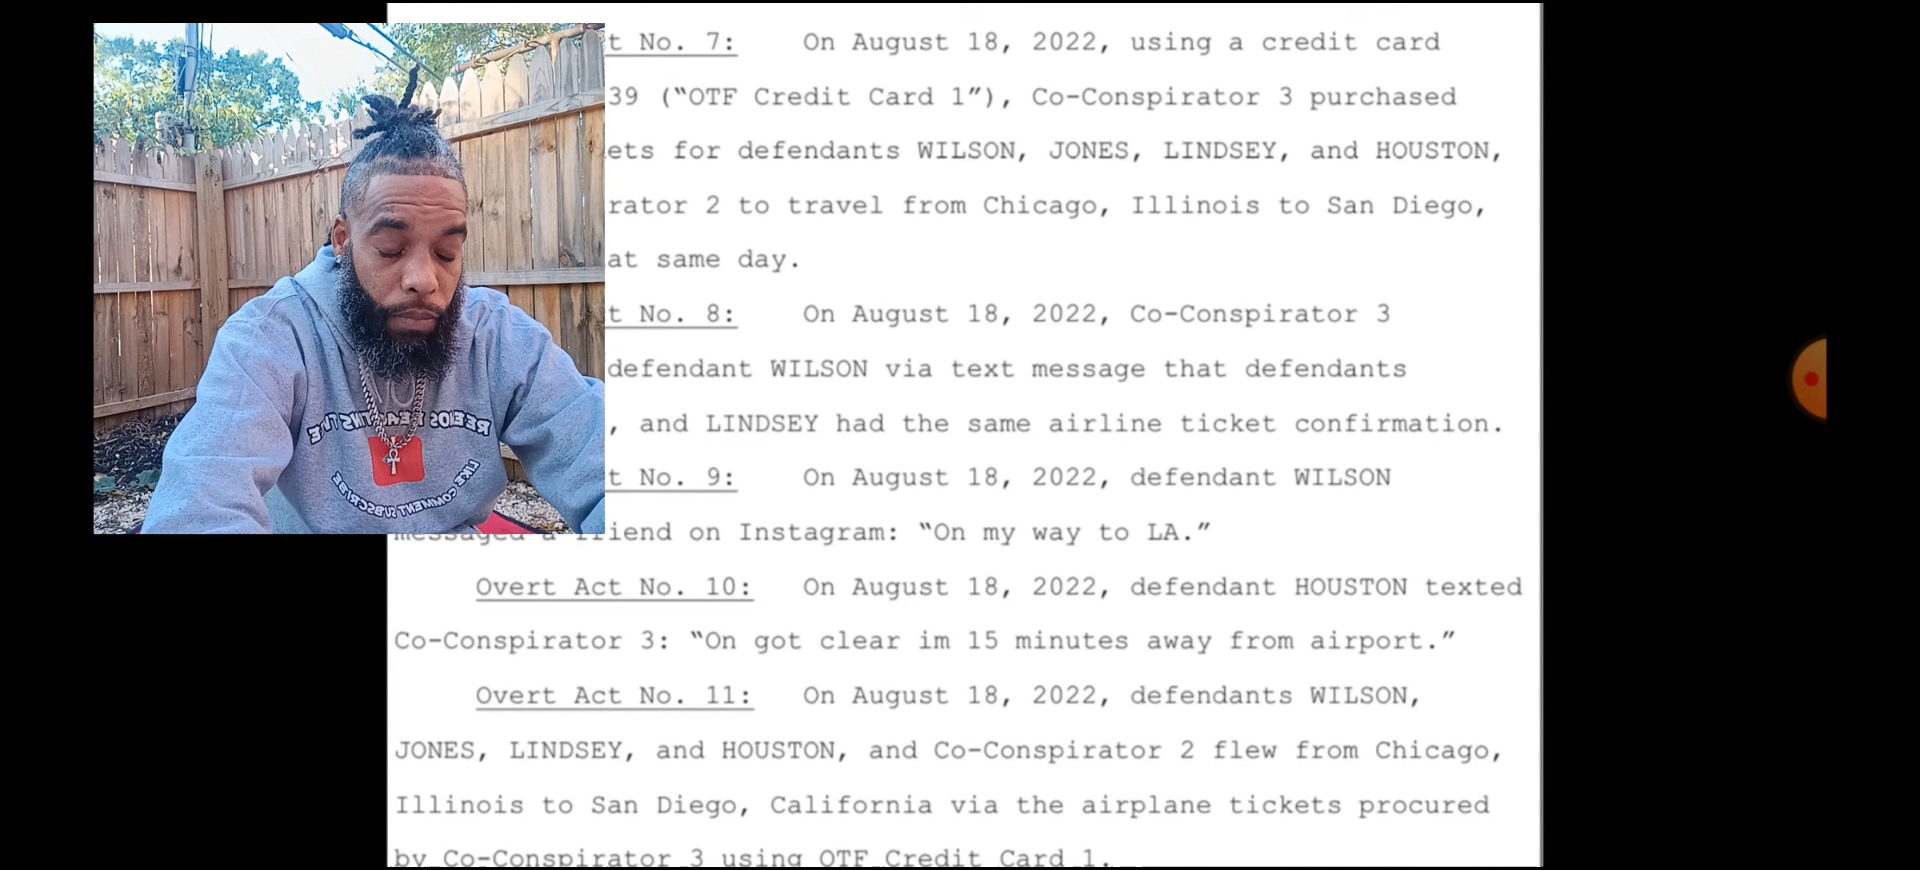 t No. 7: On August 18, 2022, using a credit card
39 (“OTF Credit Card 1”), Co-Conspirator 3 purchased
ets for defendants WILSON, JONES, LINDSEY, and HOUSTON,
rator 2 to travel from Chicago, Illinois to San Diego,
at same day.
t No. 8: On August 18, 2022, Co-Conspirator 3
defendant WILSON via text message that defendants
, and LINDSEY had the same airline ticket confirmation.
t No. 9: On August 18, 2022, defendant WILSON
messaged a friend on Instagram: “On my way to LA.”
Overt Act No. 10: On August 18, 2022, defendant HOUSTON texted
Co-Conspirator 3: “On got clear im 15 minutes away from airport.”
Overt Act No. 11: On August 18, 2022, defendants WILSON,
JONES, LINDSEY, and HOUSTON, and Co-Conspirator 2 flew from Chicago,
Illinois to San Diego, California via the airplane tickets procured
by Co-Conspirator 3 using OTF Credit Card 1.
LIKE COMMENT SUBSCRIBE